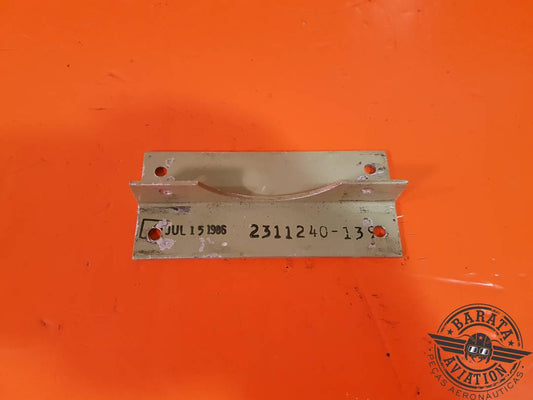 JUL 15 1986
2311240-139
BARATA
AVIATION
PEÇAS AERONÁUTICAS